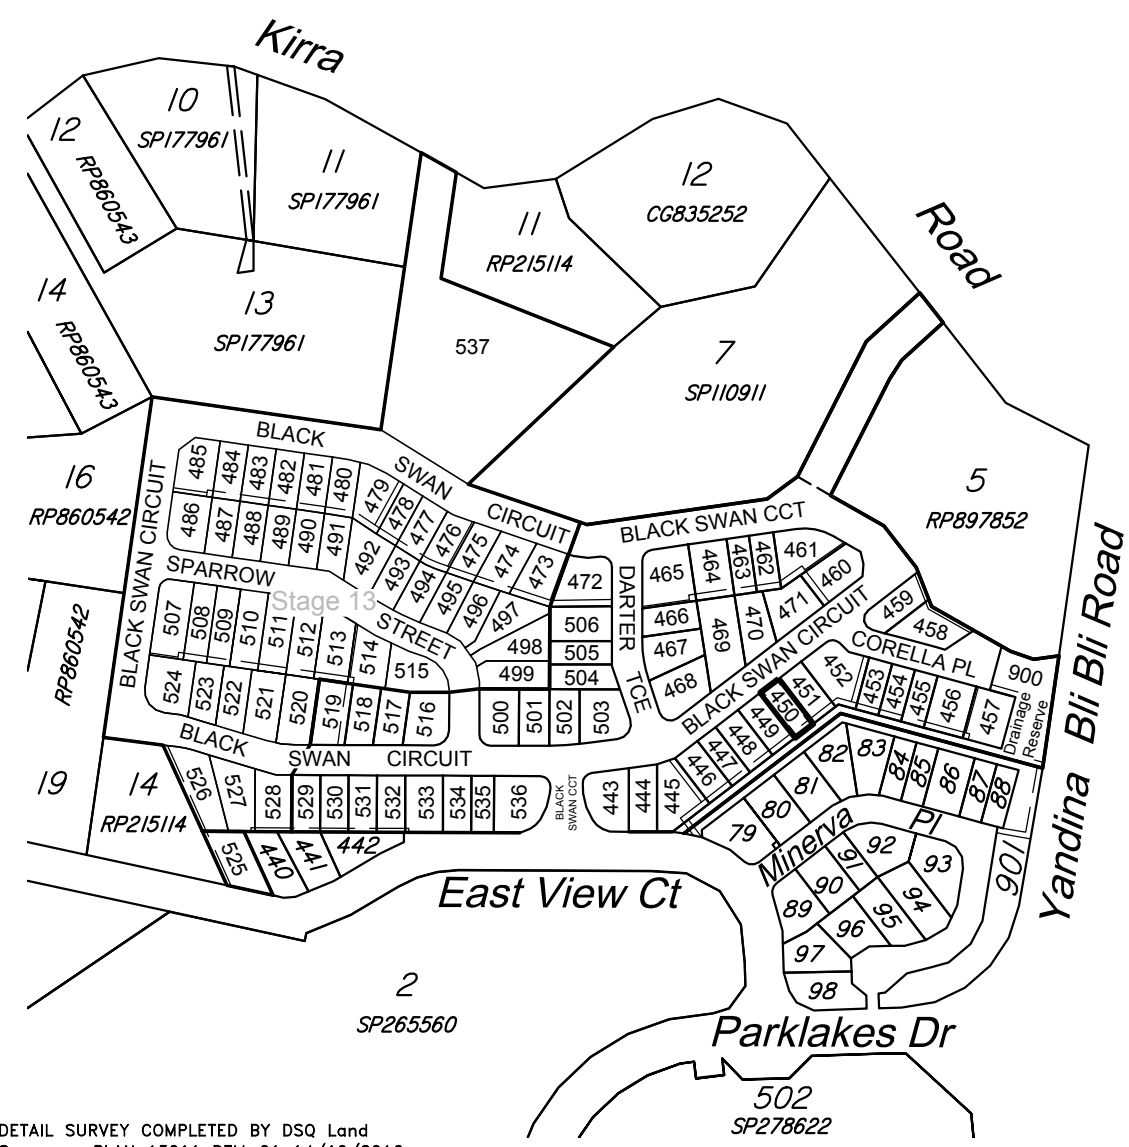 Kirra
10
SP177961
12
RP860543
11
SP177961
12
CG835252
11
RP215114
Road
14
RP860543
13
SP177961
537
7
SP110911
5
RP897852
16
RP860542
BLACK SWAN CIRCUIT
485 484 483 482 481 480 479 478 477 476 475 474 473
486 487 488 489 490 491 492 493 494 495 496 497
498
499
BLACK SWAN CIRCUIT
SPARROW STREET
Stage 13
507 508 509 510 511 512 513 514 515
524 523 522 521 520 519 518 517 516
500 501 502 503
472
506
505
504
DARTER TCE
BLACK SWAN CCT
465 464 463 462 461 460
466
467
468
469 470 471
BLACK SWAN CIRCUIT
459
458
CORELLA PL
452 453 454 455 456 457
900
Drainage
Reserve
451
450
449
448
447
446
445
444
443
RP860542
BLACK SWAN CIRCUIT
BLACK
SWAN CCT
526 527 528 529 530 531 532 533 534 535 536
525 440 441 442
19
14
RP215114
79 80 81 82 83 84 85 86 87 88
Minerva Pl
89 90 91 92 93
94 95 96
97
98
901
Yandina Bli Bli Road
East View Ct
2
SP265560
Parklakes Dr
502
SP278622
DETAIL SURVEY COMPLETED BY DSQ Land